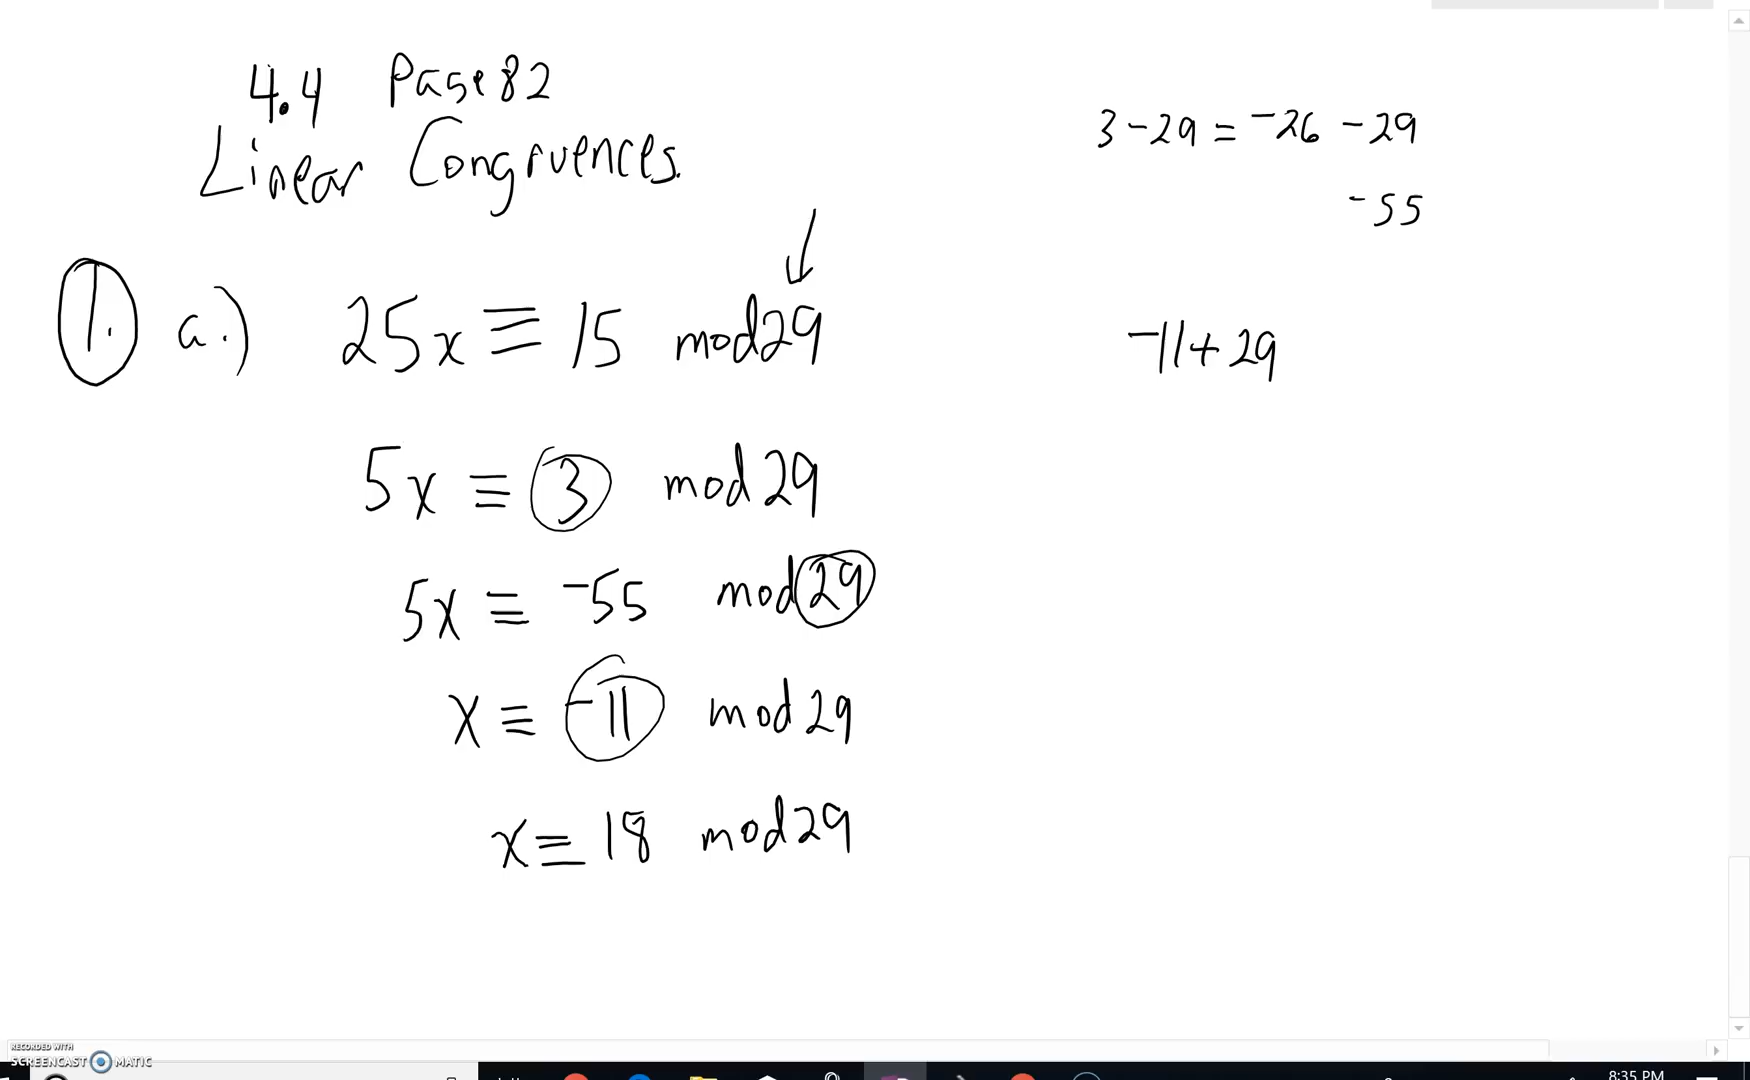 4.4 Page 82
Linear Congruences.
3 - 29 = -26 - 29
-55
1. a.) 25x ≡ 15 mod 29
-11 + 29
5x ≡ 3 mod 29
5x ≡ -55 mod 29
x ≡ -11 mod 29
x ≡ 18 mod 29
RECORDED WITH
SCREENCAST MATIC
8:35 PM